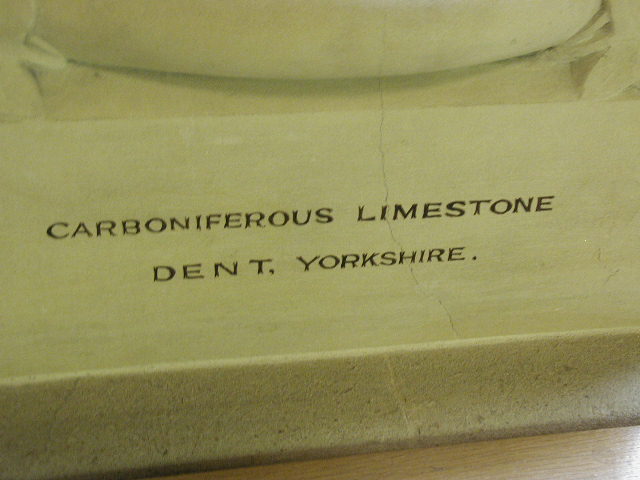 CARBONIFEROUS LIMESTONE
DENT, YORKSHIRE.